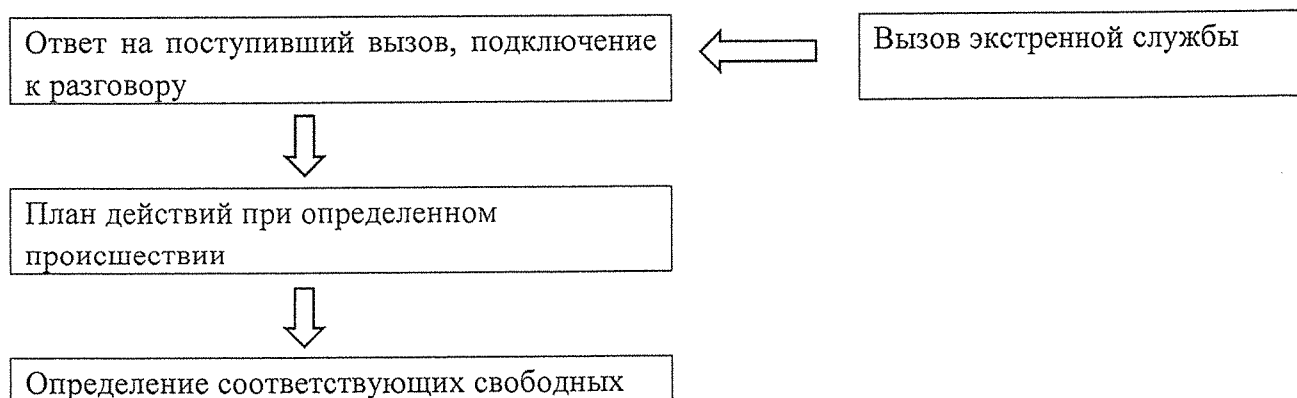 Ответ на поступивший вызов, подключение
к разговору
Вызов экстренной службы
План действий при определенном
происшествии
Определение соответствующих свободных